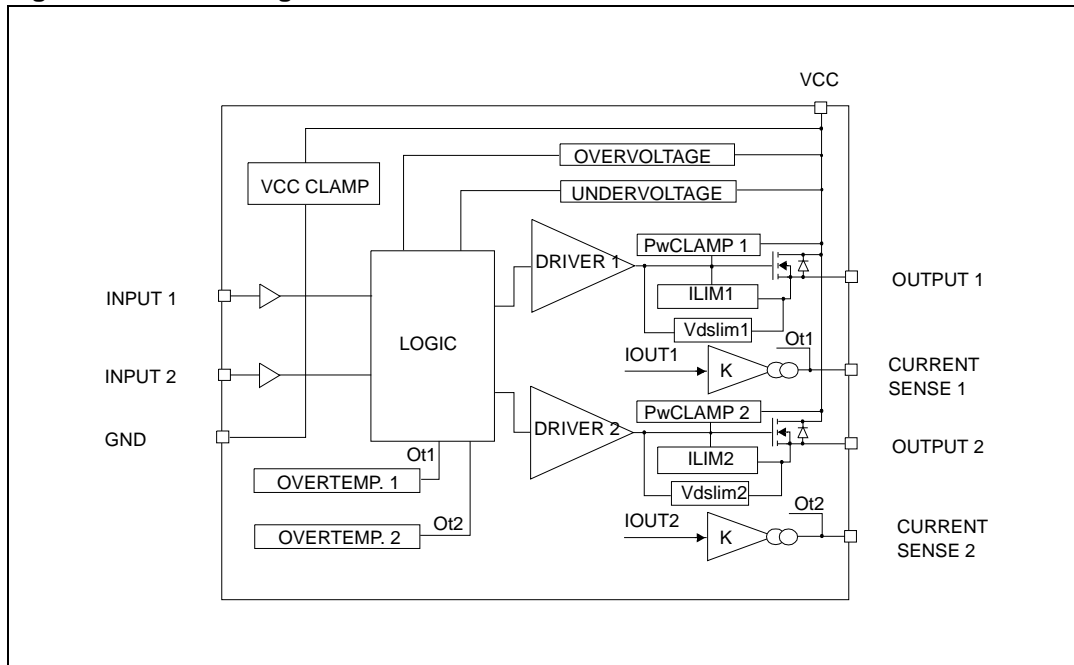 VCC
OVERVOLTAGE
VCC CLAMP
UNDERVOLTAGE
PwCLAMP 1
DRIVER 1
OUTPUT 1
INPUT 1
ILIM1
Vdslim1
LOGIC
Ot1
IOUT1
K
CURRENT
SENSE 1
INPUT 2
PwCLAMP 2
DRIVER 2
GND
OUTPUT 2
ILIM2
Ot1
OVERTEMP. 1
Vdslim2
Ot2
IOUT2
Ot2
K
CURRENT
SENSE 2
OVERTEMP. 2